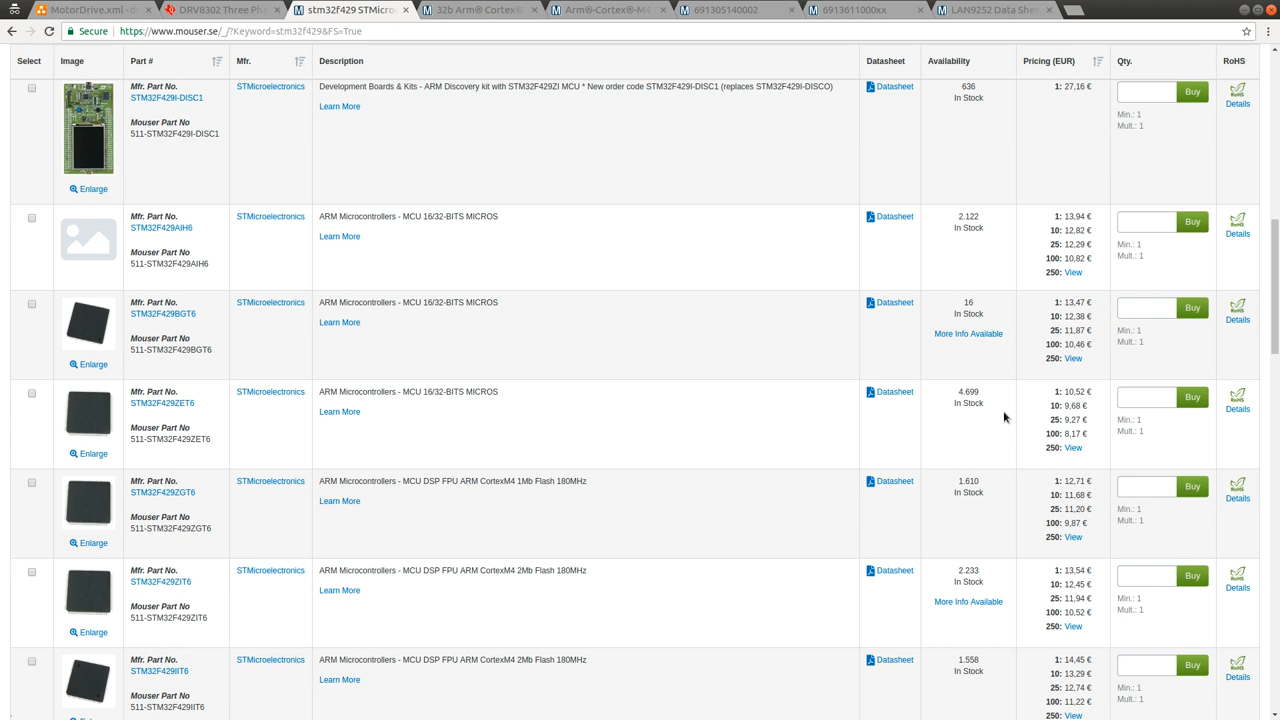 MotorDrive.xml - d
DRV8302 Three Ph
stm32f429 STMicro
32b Arm® Cortex®
Arm®-Cortex®-M4
691305140
6913611000xx
LAN9252 Data She
Secure https://www.mouser.se/_/?Keyword=stm32f429&FS=True
Select Image Part # Mfr. Description Datasheet Availability Pricing (EUR) Qty. RoHS
Mfr. Part No.
STM32F429I-DISC1
Mouser Part No
511-STM32F429I-DISC1
Enlarge
STMicroelectronics
Development Boards & Kits - ARM Discovery kit with STM32F429ZI MCU * New order code STM32F429I-DISC1 (replaces STM32F429I-DISCO)
Learn More
Datasheet
636
In Stock
1: 27,16 €
Buy
Min.: 1
Mult.: 1
RoHS
Details
Mfr. Part No.
STM32F429AIH6
Mouser Part No
511-STM32F429AIH6
STMicroelectronics
ARM Microcontrollers - MCU 16/32-BITS MICROS
Learn More
Datasheet
2.122
In Stock
1: 13,94 €
10: 12,82 €
25: 12,29 €
100: 10,82 €
250: View
Buy
Min.: 1
Mult.: 1
RoHS
Details
Mfr. Part No.
STM32F429BGT6
Mouser Part No
511-STM32F429BGT6
Enlarge
STMicroelectronics
ARM Microcontrollers - MCU 16/32-BITS MICROS
Learn More
Datasheet
16
In Stock
More Info Available
1: 13,47 €
10: 12,38 €
25: 11,87 €
100: 10,46 €
250: View
Buy
Min.: 1
Mult.: 1
RoHS
Details
Mfr. Part No.
STM32F429ZET6
Mouser Part No
511-STM32F429ZET6
Enlarge
STMicroelectronics
ARM Microcontrollers - MCU 16/32-BITS MICROS
Learn More
Datasheet
4.699
In Stock
1: 10,52 €
10: 9,68 €
25: 9,27 €
100: 8,17 €
250: View
Buy
Min.: 1
Mult.: 1
RoHS
Details
Mfr. Part No.
STM32F429ZGT6
Mouser Part No
511-STM32F429ZGT6
Enlarge
STMicroelectronics
ARM Microcontrollers - MCU DSP FPU ARM CortexM4 1Mb Flash 180MHz
Learn More
Datasheet
1.610
In Stock
1: 12,71 €
10: 11,68 €
25: 11,20 €
100: 9,87 €
250: View
Buy
Min.: 1
Mult.: 1
RoHS
Details
Mfr. Part No.
STM32F429ZIT6
Mouser Part No
511-STM32F429ZIT6
Enlarge
STMicroelectronics
ARM Microcontrollers - MCU DSP FPU ARM CortexM4 2Mb Flash 180MHz
Learn More
Datasheet
2.233
In Stock
More Info Available
1: 13,54 €
10: 12,45 €
25: 11,94 €
100: 10,52 €
250: View
Buy
Min.: 1
Mult.: 1
RoHS
Details
Mfr. Part No.
STM32F429IIT6
Mouser Part No
511-STM32F429IIT6
STMicroelectronics
ARM Microcontrollers - MCU DSP FPU ARM CortexM4 2Mb Flash 180MHz
Learn More
Datasheet
1.558
In Stock
1: 14,45 €
10: 13,29 €
25: 12,74 €
100: 11,22 €
250: View
Buy
Min.: 1
Mult.: 1
RoHS
Details